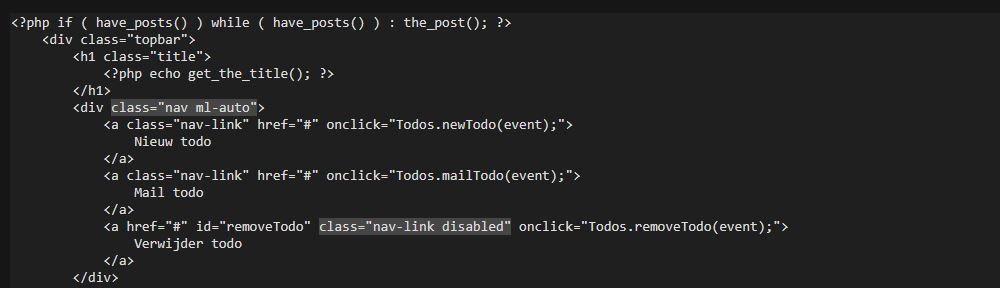 <?php if ( have_posts() ) while ( have_posts() ) : the_post(); ?>
    <div class="topbar">
        <h1 class="title">
            <?php echo get_the_title(); ?>
        </h1>
        <div class="nav ml-auto">
            <a class="nav-link" href="#" onclick="Todos.newTodo(event);">
                Nieuw todo
            </a>
            <a class="nav-link" href="#" onclick="Todos.mailTodo(event);">
                Mail todo
            </a>
            <a href="#" id="removeTodo" class="nav-link disabled" onclick="Todos.removeTodo(event);">
                Verwijder todo
            </a>
        </div>